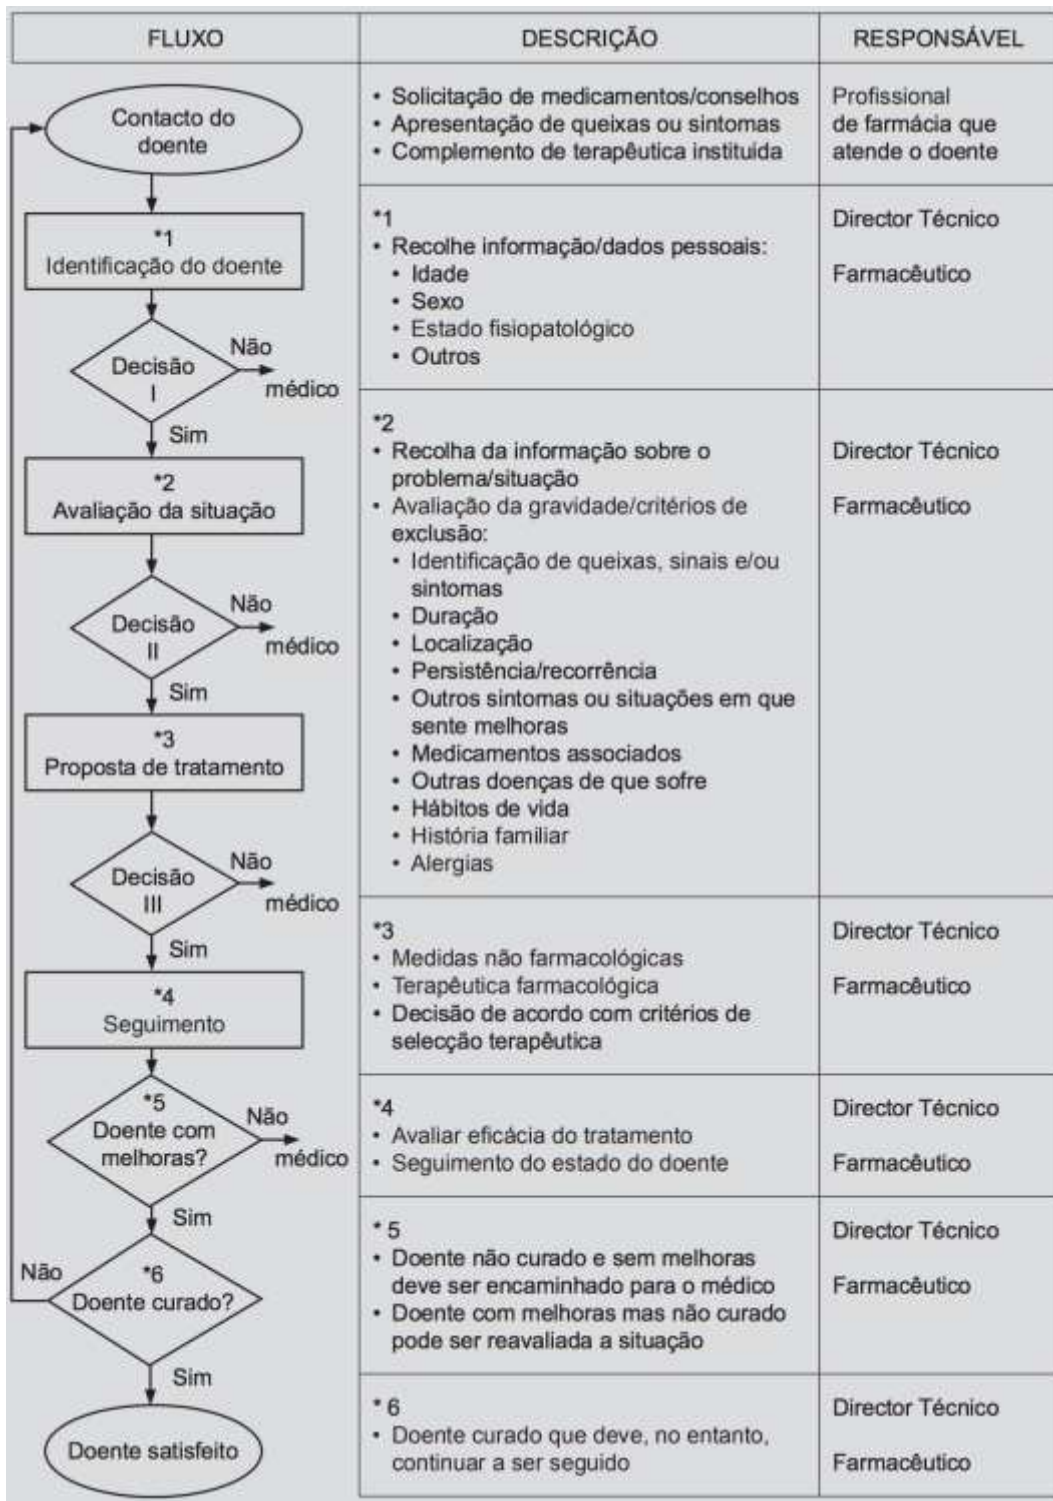 FLUXO
DESCRIÇÃO
RESPONSÁVEL
Contacto do
doente
• Solicitação de medicamentos/conselhos
• Apresentação de queixas ou sintomas
• Complemento de terapêutica instituída
Profissional
de farmácia que
atende o doente
*1
Identificação do doente
*1
• Recolhe informação/dados pessoais:
• Idade
• Sexo
• Estado fisiopatológico
• Outros
Director Técnico
Farmacêutico
Decisão
I
Não
médico
Sim
*2
Avaliação da situação
*2
• Recolha da informação sobre o
problema/situação
• Avaliação da gravidade/critérios de
exclusão:
• Identificação de queixas, sinais e/ou
sintomas
• Duração
• Localização
• Persistência/recorrência
• Outros sintomas ou situações em que
sente melhoras
• Medicamentos associados
• Outras doenças de que sofre
• Hábitos de vida
• História familiar
• Alergias
Director Técnico
Farmacêutico
Decisão
II
Não
médico
Sim
*3
Proposta de tratamento
Decisão
III
Não
médico
Sim
*3
• Medidas não farmacológicas
• Terapêutica farmacológica
• Decisão de acordo com critérios de
selecção terapêutica
Director Técnico
Farmacêutico
*4
Seguimento
*4
• Avaliar eficácia do tratamento
• Seguimento do estado do doente
Director Técnico
Farmacêutico
*5
Doente com
melhoras?
Não
médico
Sim
* 5
• Doente não curado e sem melhoras
deve ser encaminhado para o médico
• Doente com melhoras mas não curado
pode ser reavaliada a situação
Director Técnico
Farmacêutico
Não
*6
Doente curado?
Sim
* 6
• Doente curado que deve, no entanto,
continuar a ser seguido
Director Técnico
Farmacêutico
Doente satisfeito